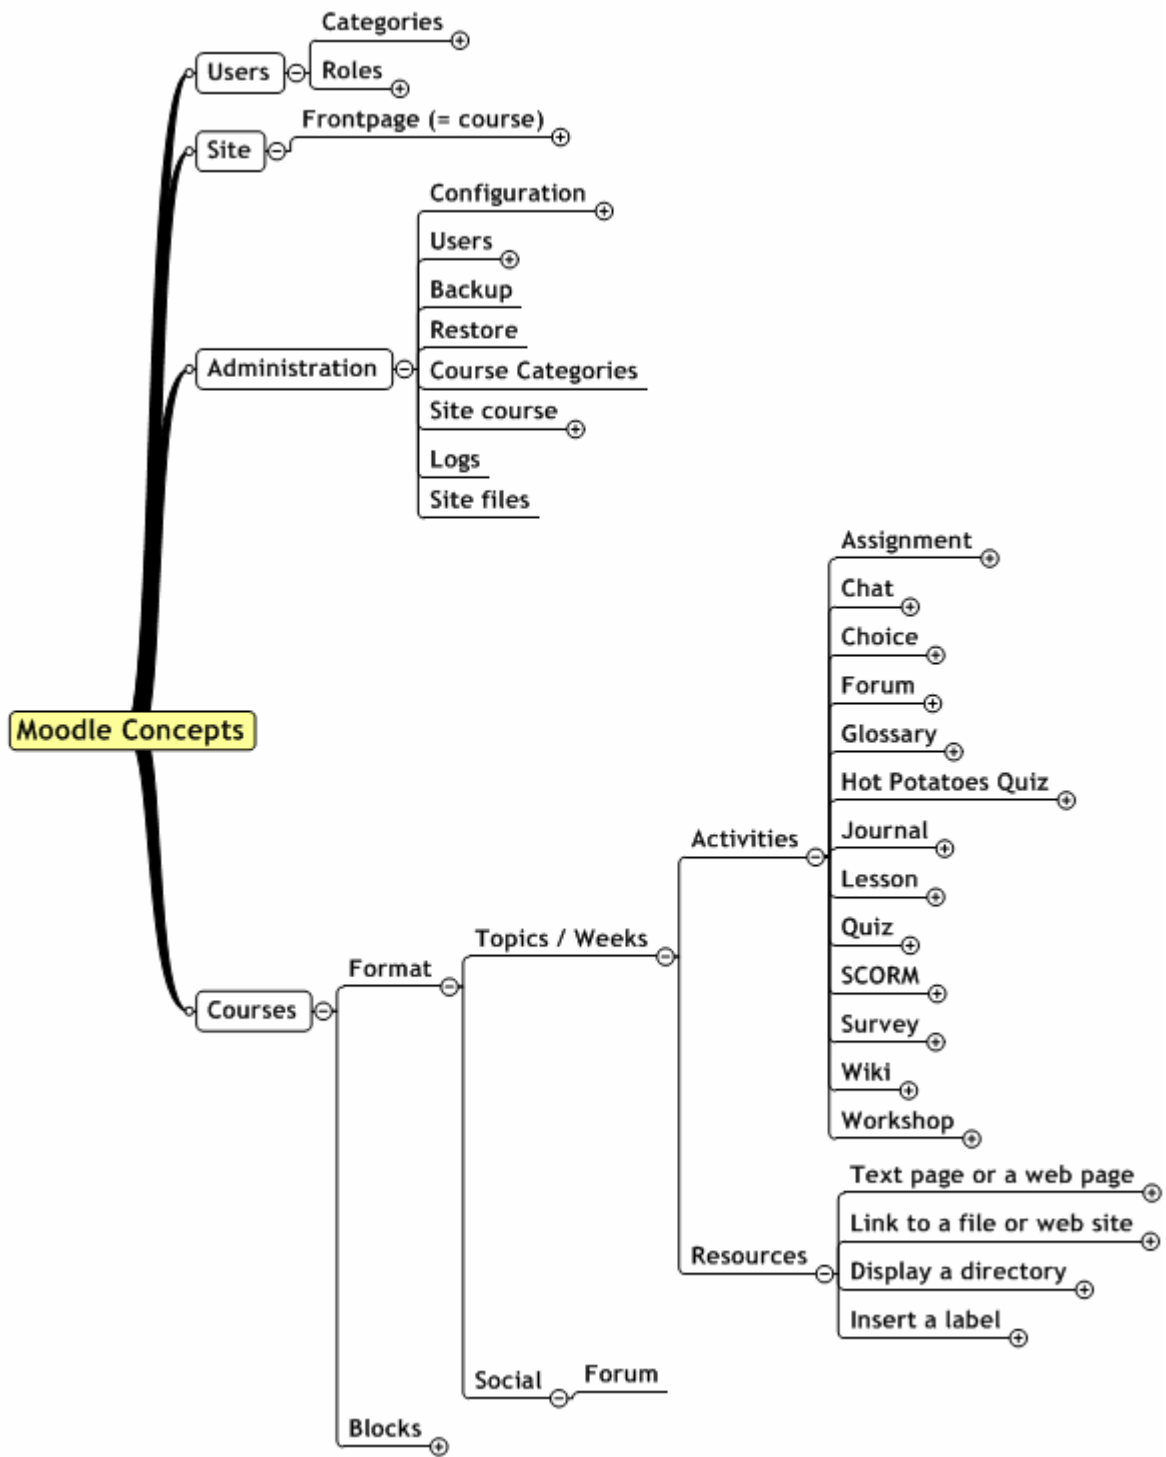 Categories
Users
Roles
Frontpage (= course)
Site
Configuration
Users
Backup
Restore
Administration
Course Categories
Site course
Logs
Site files
Moodle Concepts
Assignment
Chat
Choice
Forum
Glossary
Hot Potatoes Quiz
Activities
Journal
Lesson
Quiz
SCORM
Survey
Wiki
Workshop
Topics / Weeks
Format
Courses
Text page or a web page
Link to a file or web site
Resources
Display a directory
Insert a label
Social
Forum
Blocks